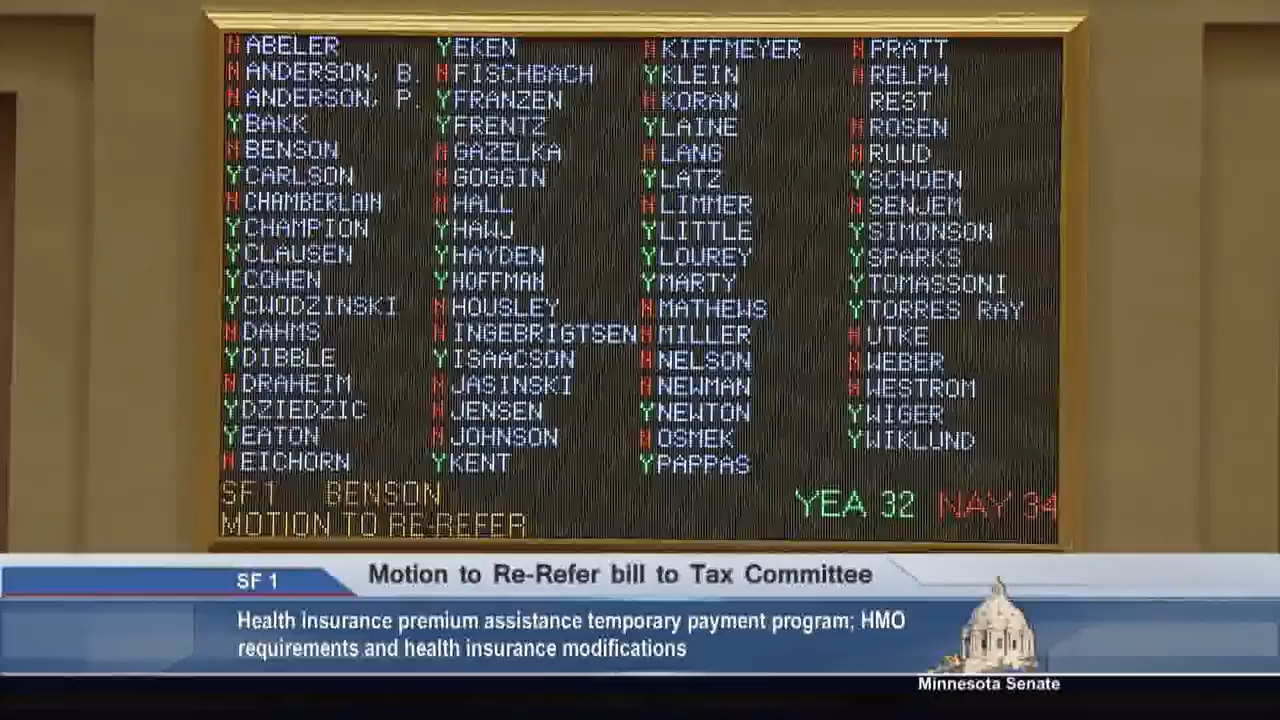 N ABELER Y EKEN N KIFFMEYER N PRATT
N ANDERSON, B. N FISCHBACH Y KLEIN N RELPH
N ANDERSON, P. Y FRANZEN N KORAN REST
Y BAKK Y FRENTZ Y LAINE N ROSEN
N BENSON N GAZELKA N LANG N RUUD
Y CARLSON N GOGGIN Y LATZ Y SCHOEN
N CHAMBERLAIN N HALL N LIMMER N SENJEM
Y CHAMPION Y HAWJ Y LITTLE Y SIMONSON
Y CLAUSEN Y HAYDEN Y LOUREY Y SPARKS
Y COHEN Y HOFFMAN Y MARTY Y TOMASSONI
Y CWODZINSKI N HOUSLEY N MATHEWS Y TORRES RAY
N DAHMS N INGEBRIGTSEN N MILLER N UTKE
Y DIBBLE Y ISAACSON N NELSON N WEBER
N DRAHEIM N JASINSKI N NEWMAN N WESTROM
Y DZIEDZIC N JENSEN Y NEWTON Y WIGER
Y EATON N JOHNSON N OSMEK Y WIKLUND
N EICHORN Y KENT Y PAPPAS
SF1 BENSON
MOTION TO RE-REFER
YEA 32 NAY 34
SF 1 Motion to Re-Refer bill to Tax Committee
Health insurance premium assistance temporary payment program; HMO
requirements and health insurance modifications
Minnesota Senate